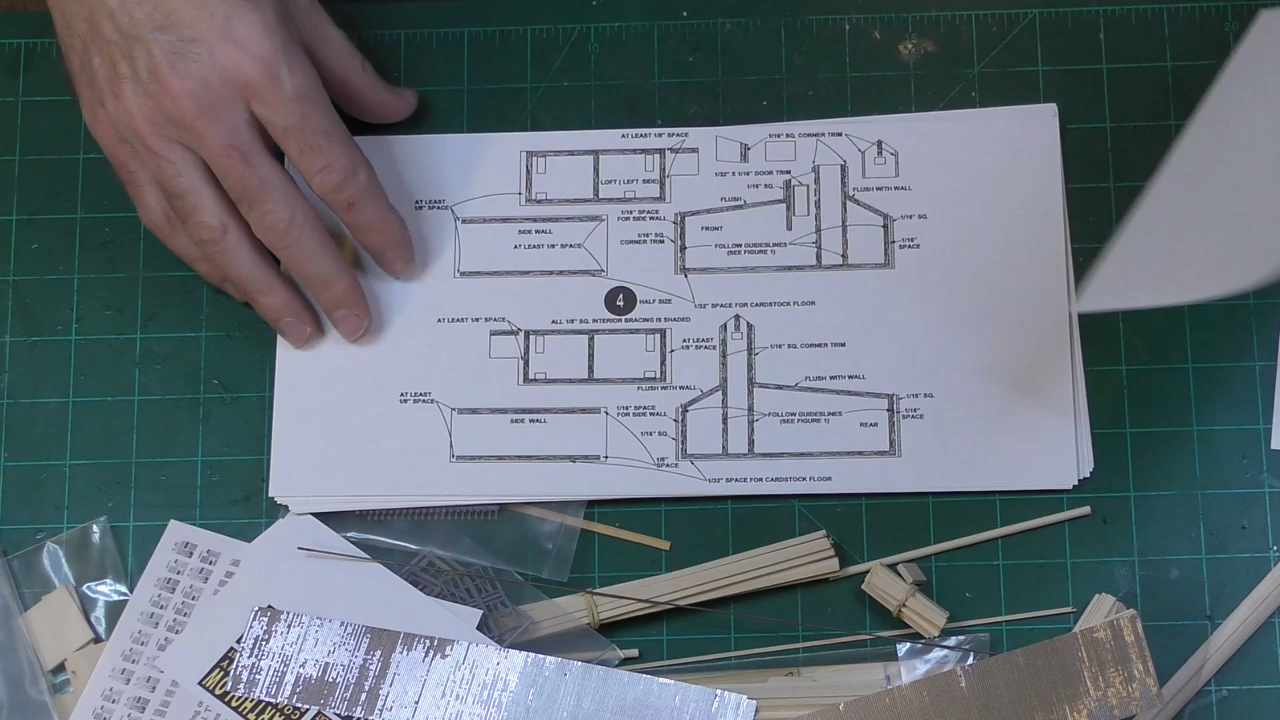 10
20
AT LEAST 1/8" SPACE
1/16" SQ. CORNER TRIM
LOFT ( LEFT SIDE)
1/32" X 1/16" DOOR TRIM
1/16" SQ.
FLUSH WITH WALL
FLUSH
AT LEAST
1/8" SPACE
1/16" SPACE
FOR SIDE WALL
1/16" SQ.
FRONT
SIDE WALL
1/16" SQ.
CORNER TRIM
AT LEAST 1/8" SPACE
FOLLOW GUIDESLINES
(SEE FIGURE 1)
1/16"
SPACE
4
HALF SIZE
1/32" SPACE FOR CARDSTOCK FLOOR
AT LEAST 1/8" SPACE
ALL 1/8" SQ. INTERIOR BRACING IS SHADED
AT LEAST
1/8" SPACE
1/16" SQ. CORNER TRIM
FLUSH WITH WALL
FLUSH WITH WALL
AT LEAST
1/8" SPACE
1/16" SPACE
FOR SIDE WALL
1/16" SQ.
1/16"
SPACE
SIDE WALL
FOLLOW GUIDESLINES
(SEE FIGURE 1)
REAR
1/16" SQ.
1/8"
SPACE
1/32" SPACE FOR CARDSTOCK FLOOR